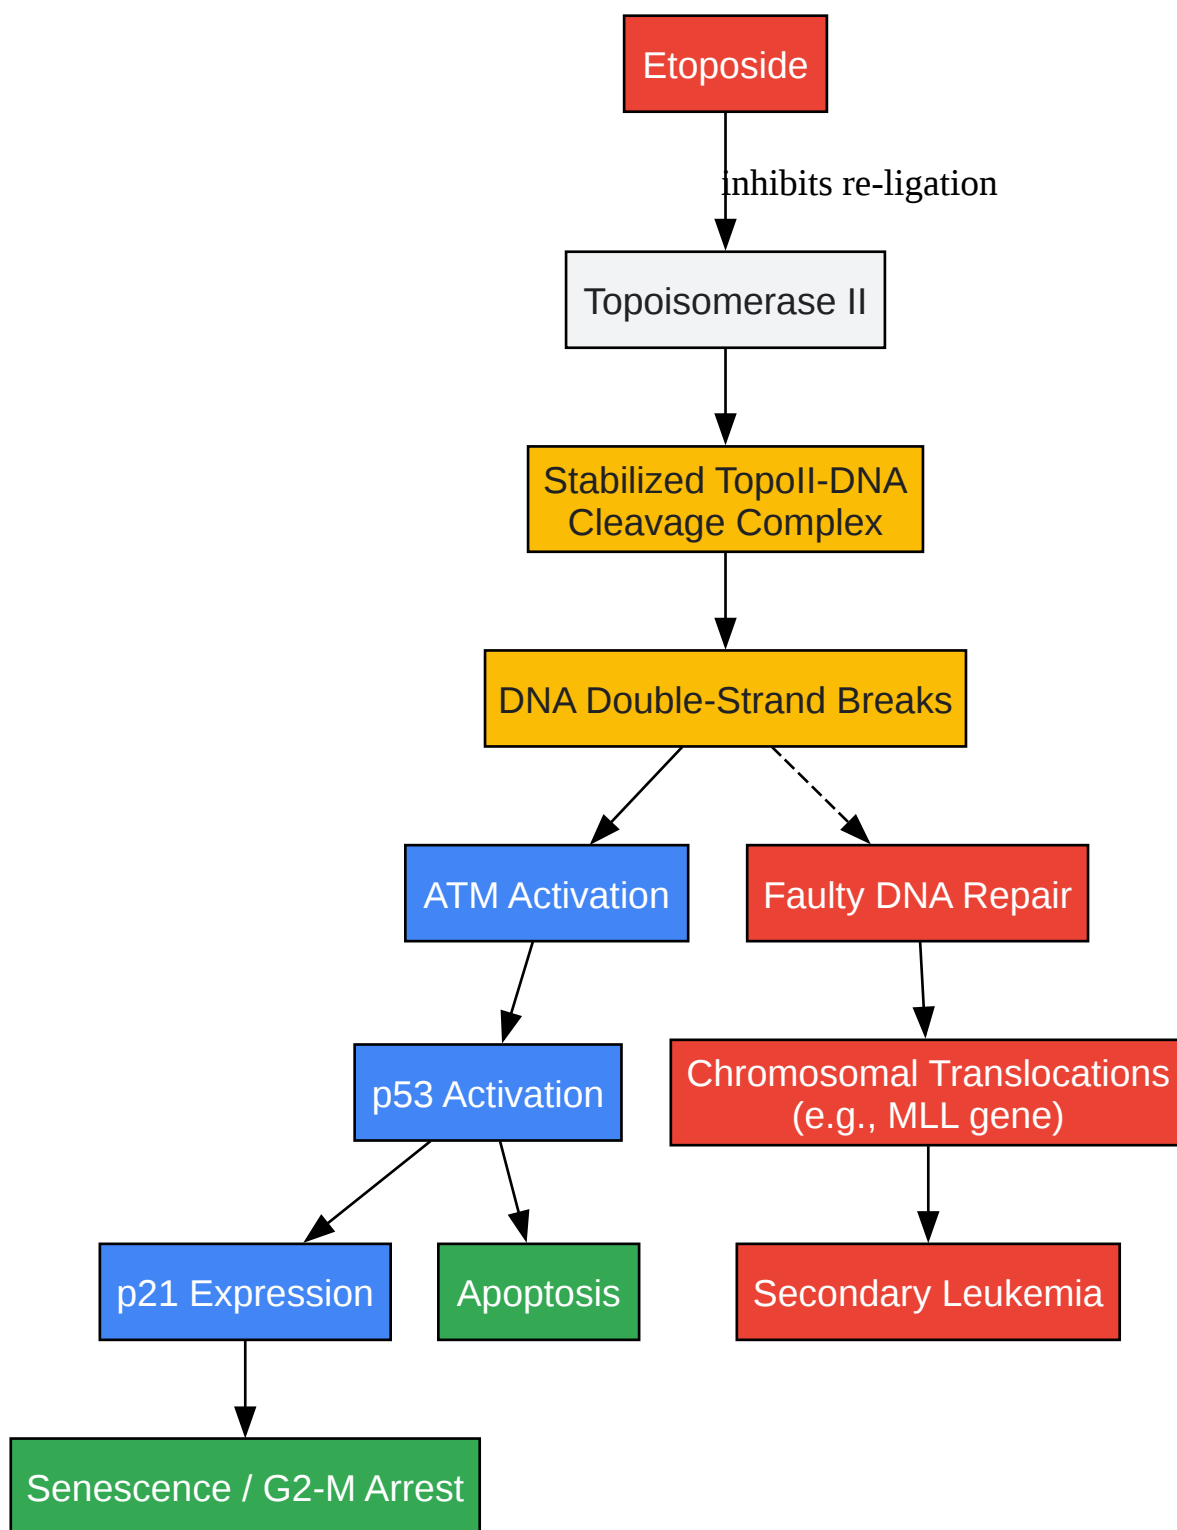 Etoposide
inhibits re-ligation
Topoisomerase II
Stabilized TopoII-DNA
Cleavage Complex
DNA Double-Strand Breaks
ATM Activation
Faulty DNA Repair
p53 Activation
Chromosomal Translocations
(e.g., MLL gene)
p21 Expression
Apoptosis
Secondary Leukemia
Senescence / G2-M Arrest